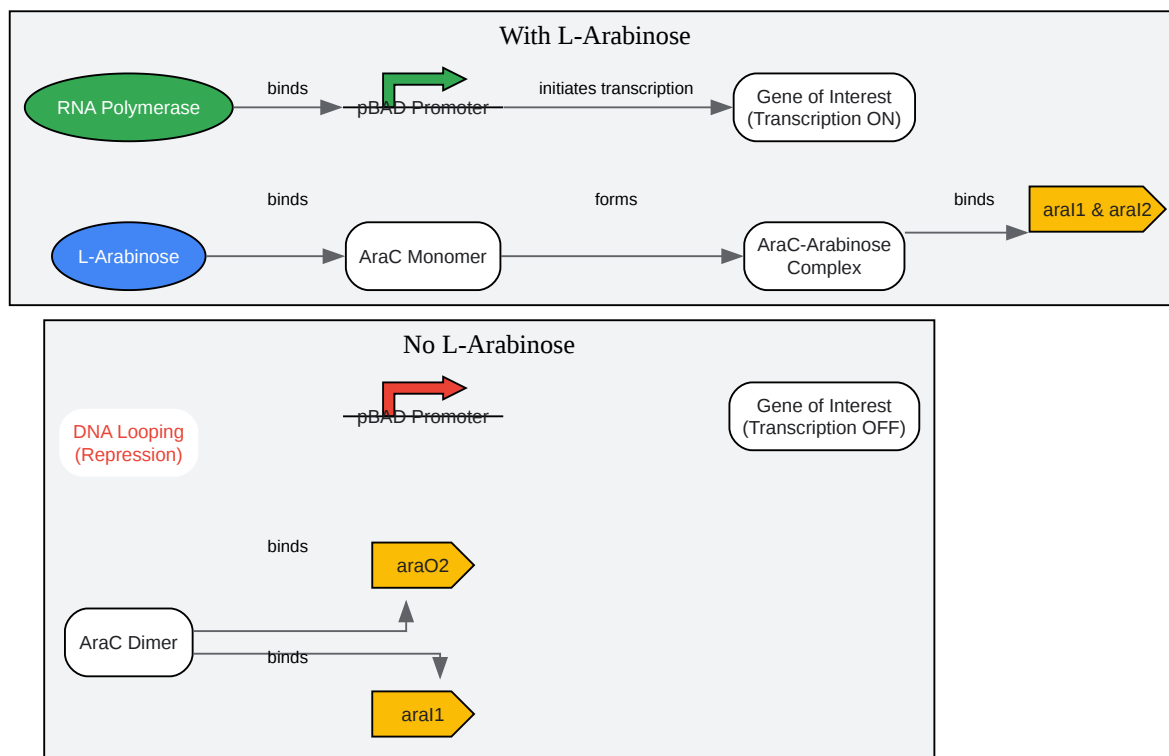 With L-Arabinose
binds
initiates transcription
RNA Polymerase
pBAD Promoter
Gene of Interest
(Transcription ON)
binds
forms
binds
araI1 & araI2
L-Arabinose
AraC Monomer
AraC-Arabinose
Complex
No L-Arabinose
pBAD Promoter
Gene of Interest
(Transcription OFF)
DNA Looping
(Repression)
binds
araO2
AraC Dimer
binds
araI1